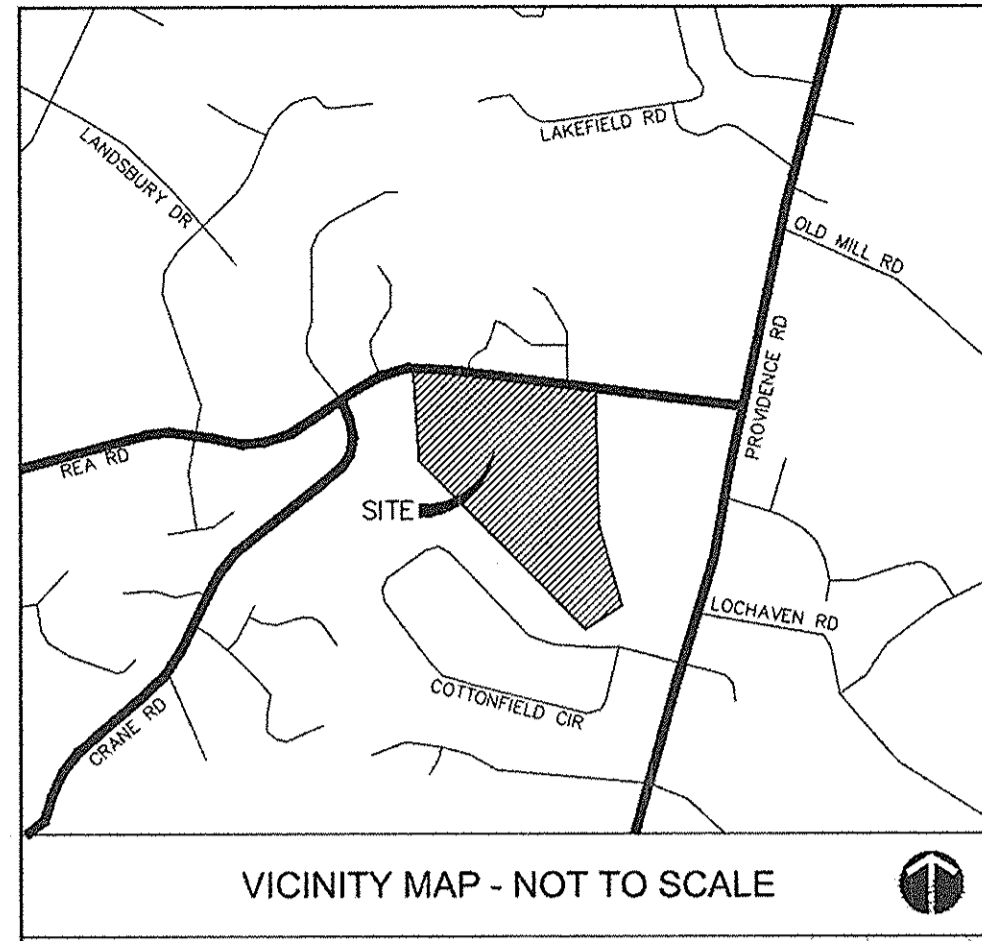 LAKEFIELD RD
LANDSBURY DR
OLD MILL RD
PROVIDENCE RD
REA RD
SITE
LOCHAVEN RD
COTTONFIELD CIR
CRANE RD
VICINITY MAP - NOT TO SCALE